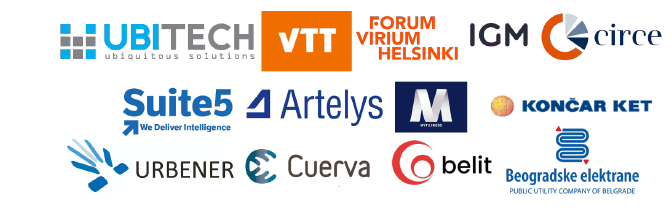 UBITECH
ubiquitous solutions
VTT
FORUM
VIRIUM
HELSINKI
IGM
circe
Suite5
We Deliver Intelligence
Artelys
M
MYTILINEOS
KONČAR KET
URBENER
Cuerva
belit
Beogradske elektrane
PUBLIC UTILITY COMPANY OF BELGRADE